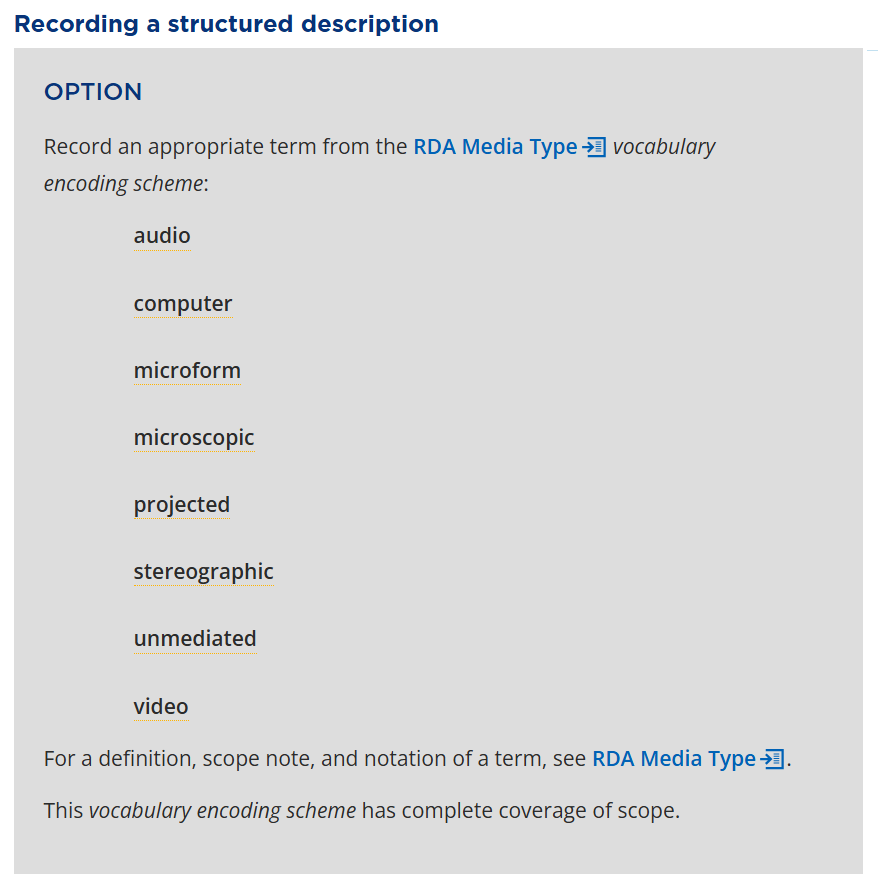 Recording a structured description
OPTION
Record an appropriate term from the RDA Media Type vocabulary
encoding scheme:
audio
computer
microform
microscopic
projected
stereographic
unmediated
video
For a definition, scope note, and notation of a term, see RDA Media Type.
This vocabulary encoding scheme has complete coverage of scope.